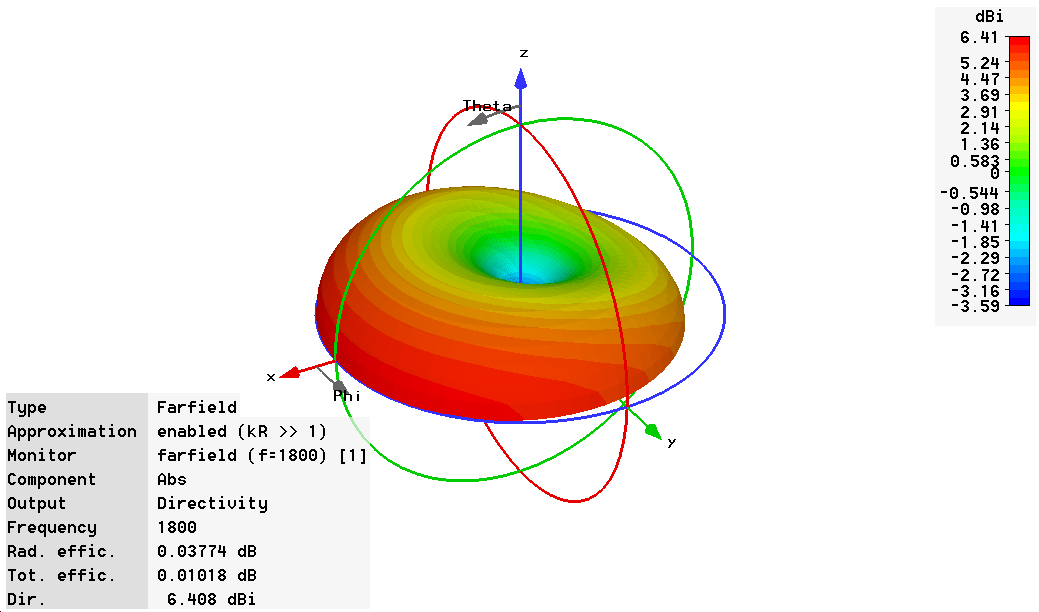 dBi
6.41
5.24
4.47
3.69
2.91
2.14
1.36
0.583
0
-0.544
-0.98
-1.41
-1.85
-2.29
-2.72
-3.16
-3.59
z
Theta
x
Phi
y
Type Farfield
Approximation enabled (kR >> 1)
Monitor farfield (f=1800) [1]
Component Abs
Output Directivity
Frequency 1800
Rad. effic. 0.03774 dB
Tot. effic. 0.01018 dB
Dir. 6.408 dBi